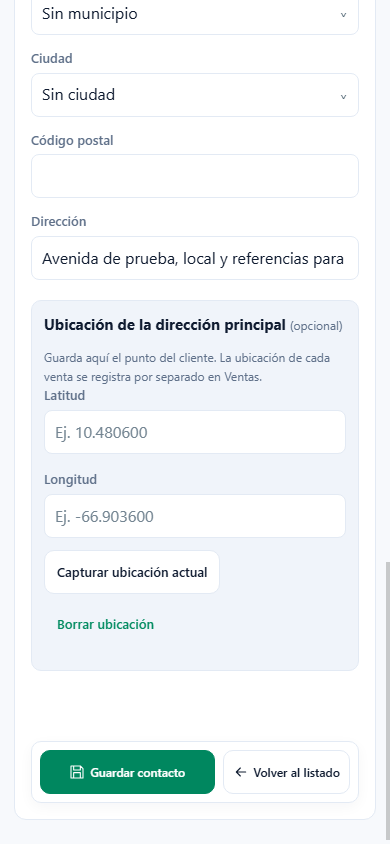 Sin municipio
Ciudad
Sin ciudad
Código postal
Dirección
Avenida de prueba, local y referencias para
Ubicación de la dirección principal (opcional)
Guarda aquí el punto del cliente. La ubicación de cada
venta se registra por separado en Ventas.
Latitud
Ej. 10.480600
Longitud
Ej. -66.903600
Capturar ubicación actual
Borrar ubicación
Guardar contacto
Volver al listado